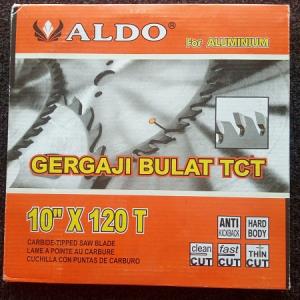 ALDO®
For ALUMINIUM
GERGAJI BULAT TCT
10" X 120 T
CARBIDE-TIPPED SAW BLADE
LAME A POINTE AU CARBURE
CUCHILLA CON PUNTAS DE CARBURO
ANTI KICKBACK
HARD BODY
clean CUT
fast CUT
THIN CUT